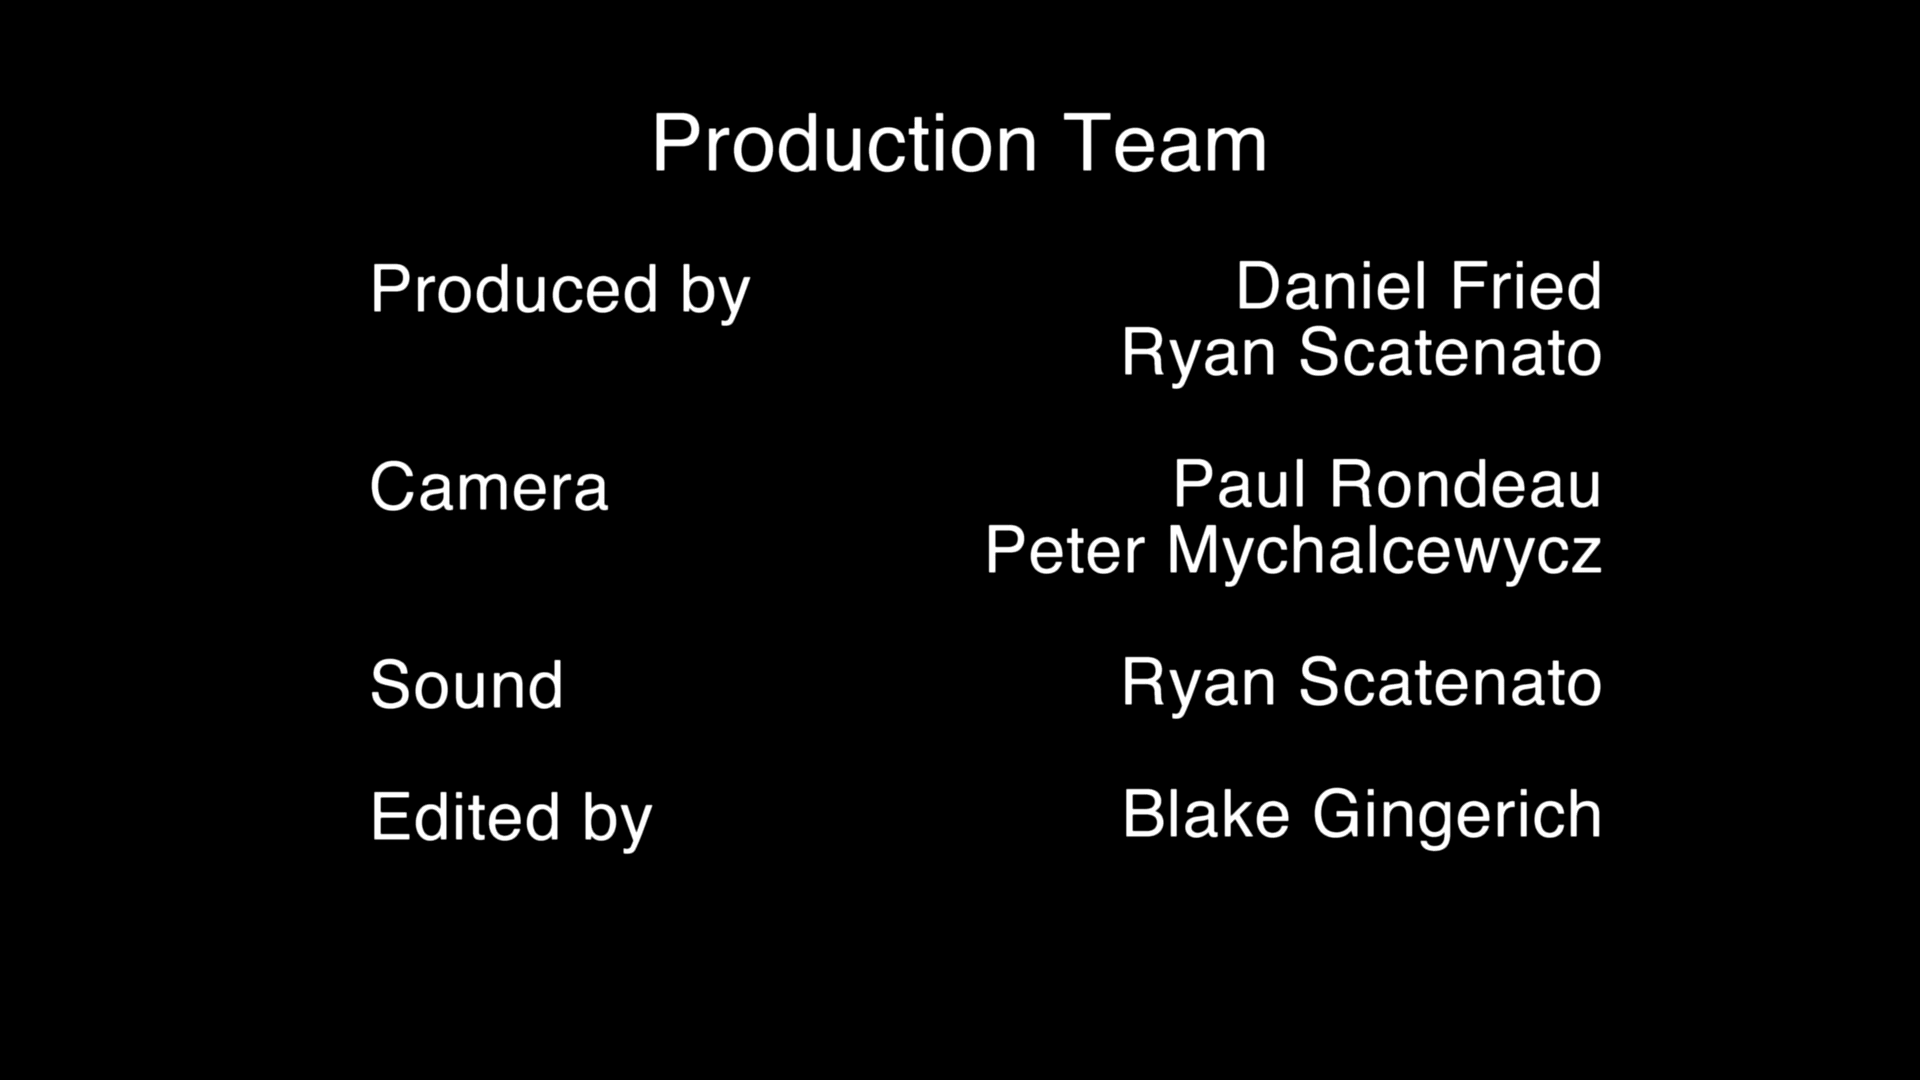 Production Team
Produced by Daniel Fried
Ryan Scatenato
Camera Paul Rondeau
Peter Mychalcewycz
Sound Ryan Scatenato
Edited by Blake Gingerich